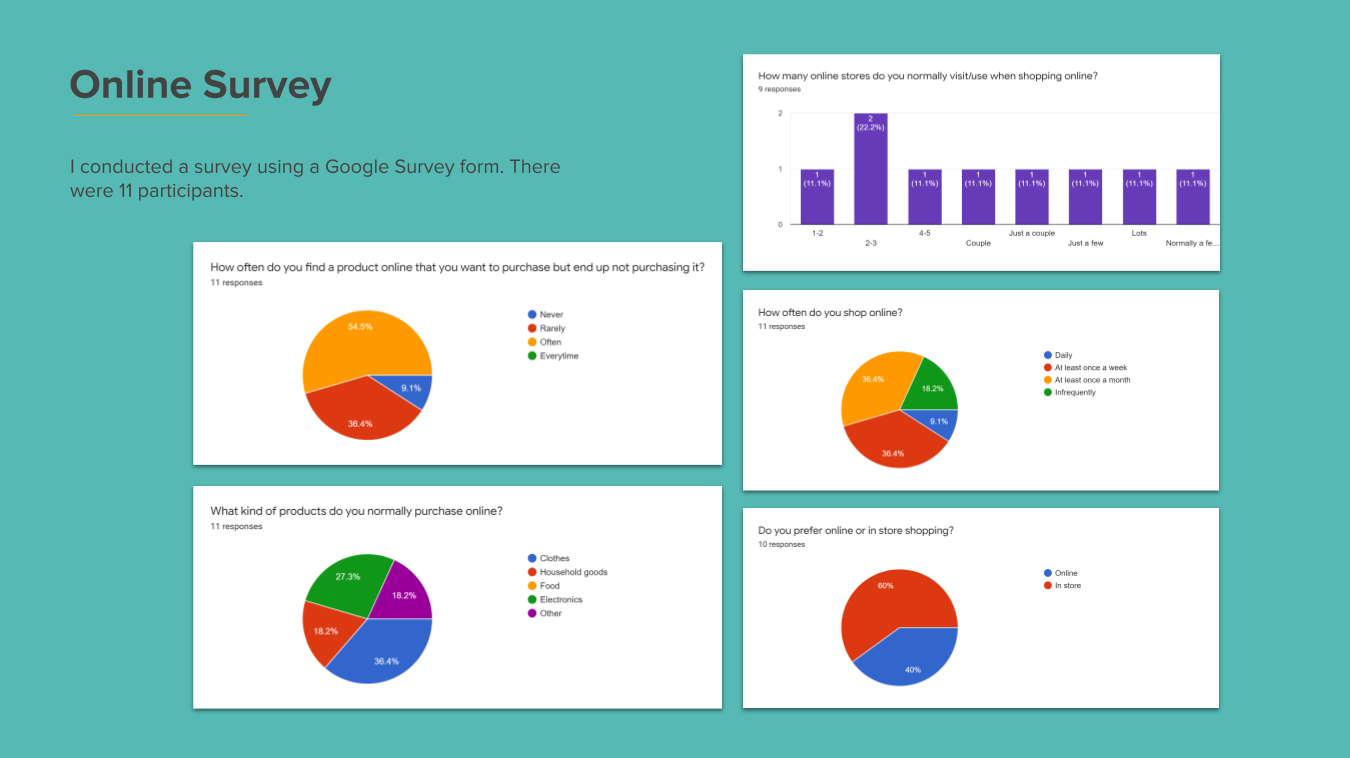 Online Survey
I conducted a survey using a Google Survey form. There
were 11 participants.
How often do you find a product online that you want to purchase but end up not purchasing it?
11 responses
54.5%
9.1%
36.4%
Never
Rarely
Often
Everytime
What kind of products do you normally purchase online?
11 responses
27.3%
18.2%
18.2%
36.4%
Clothes
Household goods
Food
Electronics
Other
How many online stores do you normally visit/use when shopping online?
9 responses
2
1
0
1
(11.1%)
2
(22.2%)
1
(11.1%)
1
(11.1%)
1
(11.1%)
1
(11.1%)
1
(11.1%)
1
(11.1%)
1-2
2-3
4-5
Couple
Just a couple
Just a few
Lots
Normally a fe...
How often do you shop online?
11 responses
36.4%
18.2%
9.1%
36.4%
Daily
At least once a week
At least once a month
Infrequently
Do you prefer online or in store shopping?
10 responses
60%
40%
Online
In store